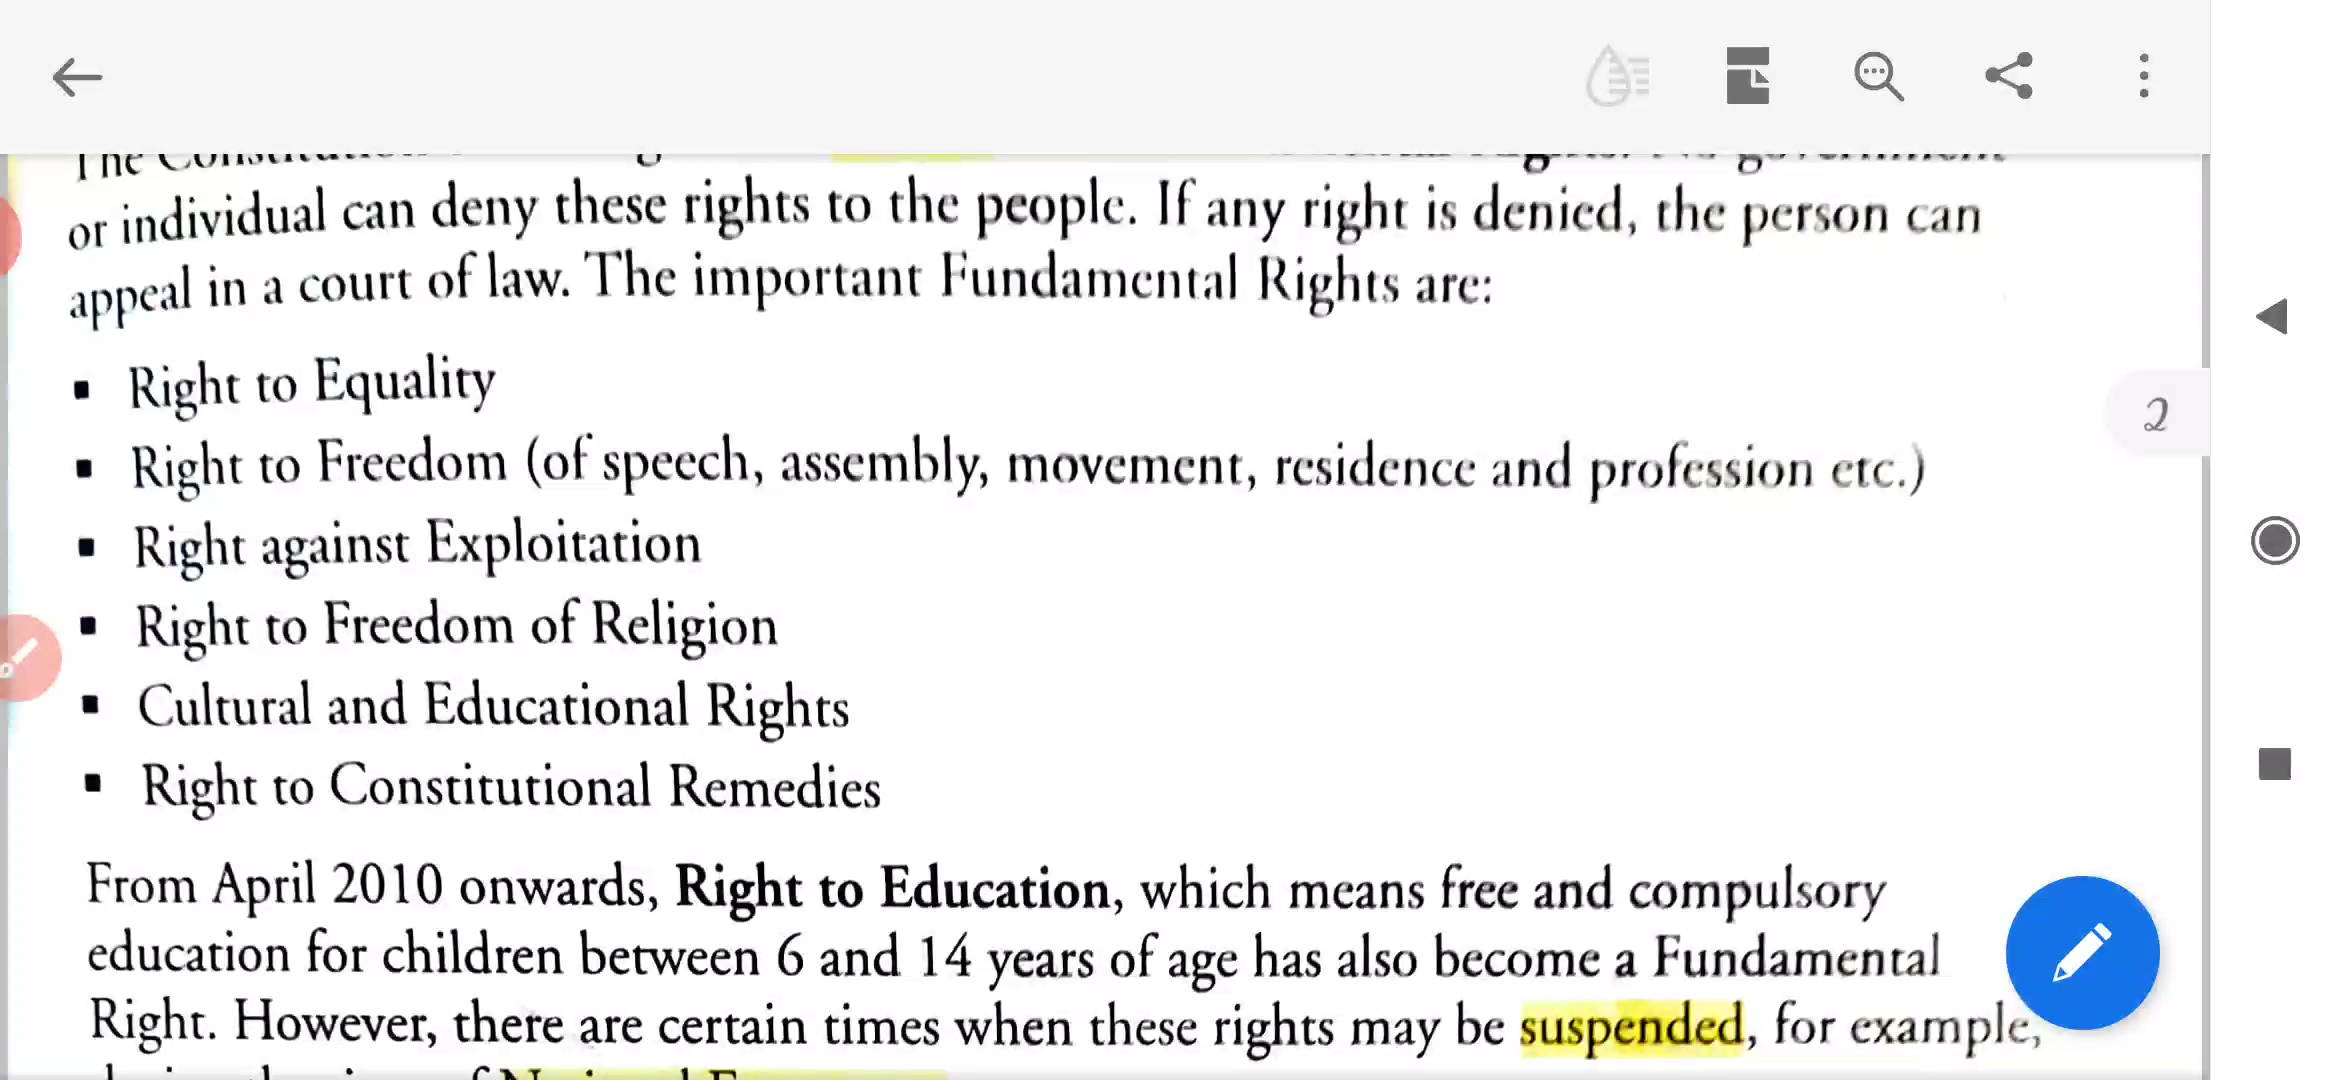 or individual can deny these rights to the people. If any right is denied, the person can
appeal in a court of law. The important Fundamental Rights are:
▪ Right to Equality
▪ Right to Freedom (of speech, assembly, movement, residence and profession etc.)
▪ Right against Exploitation
▪ Right to Freedom of Religion
▪ Cultural and Educational Rights
▪ Right to Constitutional Remedies
2
From April 2010 onwards, Right to Education, which means free and compulsory
education for children between 6 and 14 years of age has also become a Fundamental
Right. However, there are certain times when these rights may be suspended, for example,